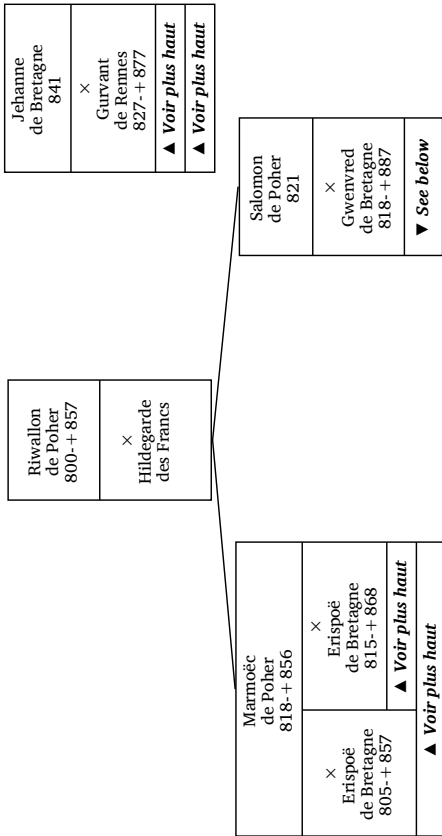 Riwallon
de Poher
800-+857
×
Hildegarde
des Francs
Jehanne
de Bretagne
841
×
Gurvant
de Rennes
827-+877
▲ Voir plus haut
▲ Voir plus haut
Marmoëc
de Poher
818-+856
×
Erispoë
de Bretagne
805-+857
×
Erispoë
de Bretagne
815-+868
▲ Voir plus haut
▲ Voir plus haut
Salomon
de Poher
821
×
Gwenvred
de Bretagne
818-+887
▼ See below